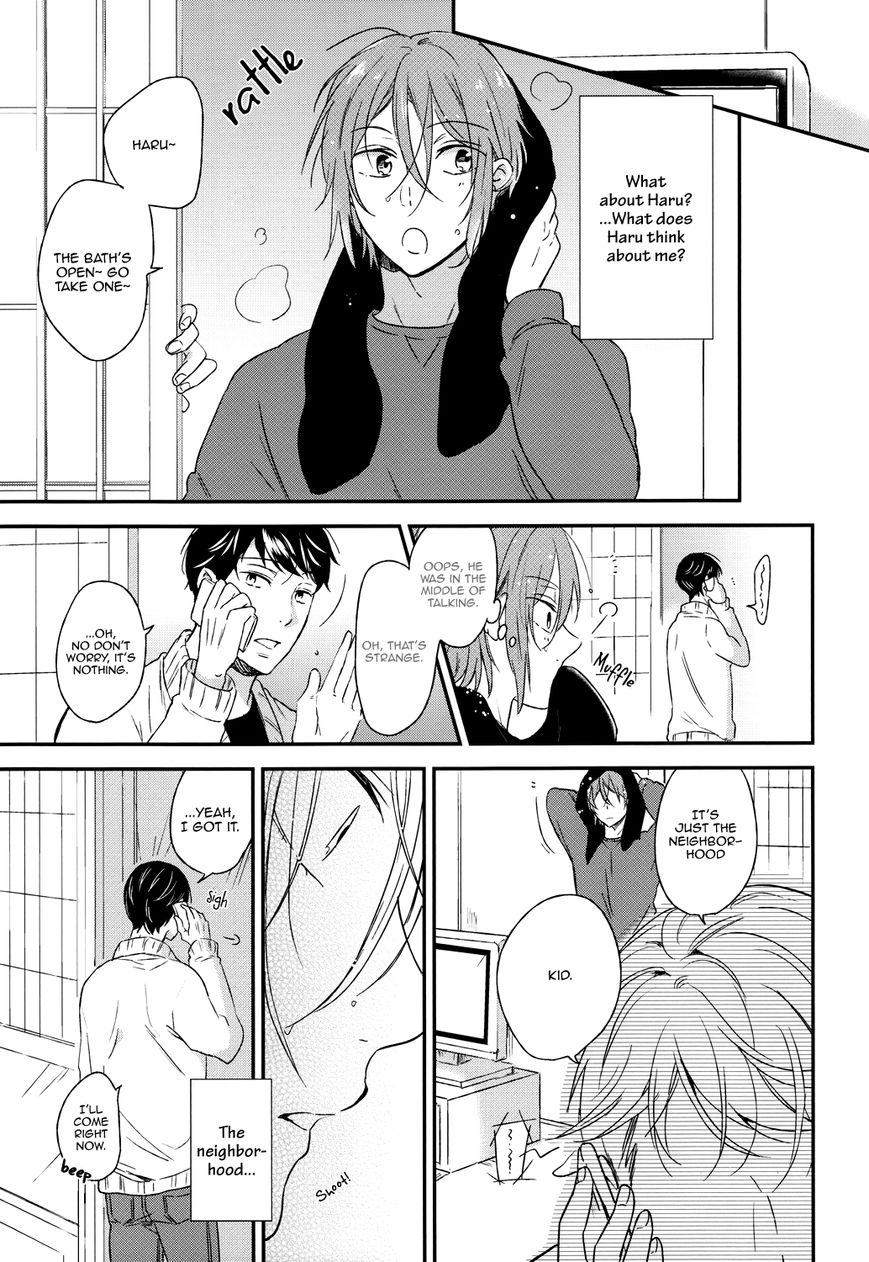 What
about Haru?
...What does
Haru think
about me?
rattle
HARU~
THE BATH'S
OPEN~ GO
TAKE ONE~
OOPS, HE
WAS IN THE
MIDDLE OF
TALKING.
Muffle
OH, THAT'S
STRANGE.
...OH,
NO DON'T
WORRY, IT'S
NOTHING.
IT'S
JUST THE
NEIGHBOR-
HOOD
KID.
Shoot!
...YEAH,
I GOT IT.
sigh
The
neighbor-
hood...
I'LL
COME
RIGHT
NOW.
beep